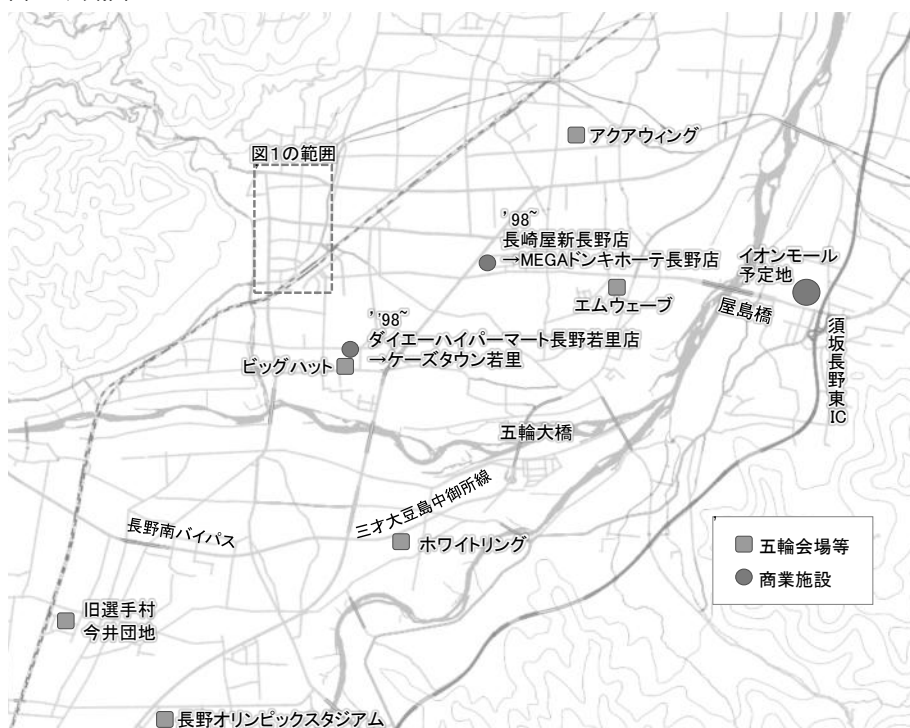 アクアウィング
図1の範囲
'98~
長崎屋新長野店
→MEGAドンキホーテ長野店
イオンモール
予定地
エムウェーブ
屋島橋
'98~
ダイエーハイパーマート長野若里店
→ケーズタウン若里
ビッグハット
須坂長野東IC
五輪大橋
三才大豆島中御所線
長野南バイパス
ホワイトリング
五輪会場等
商業施設
旧選手村
今井団地
長野オリンピックスタジアム